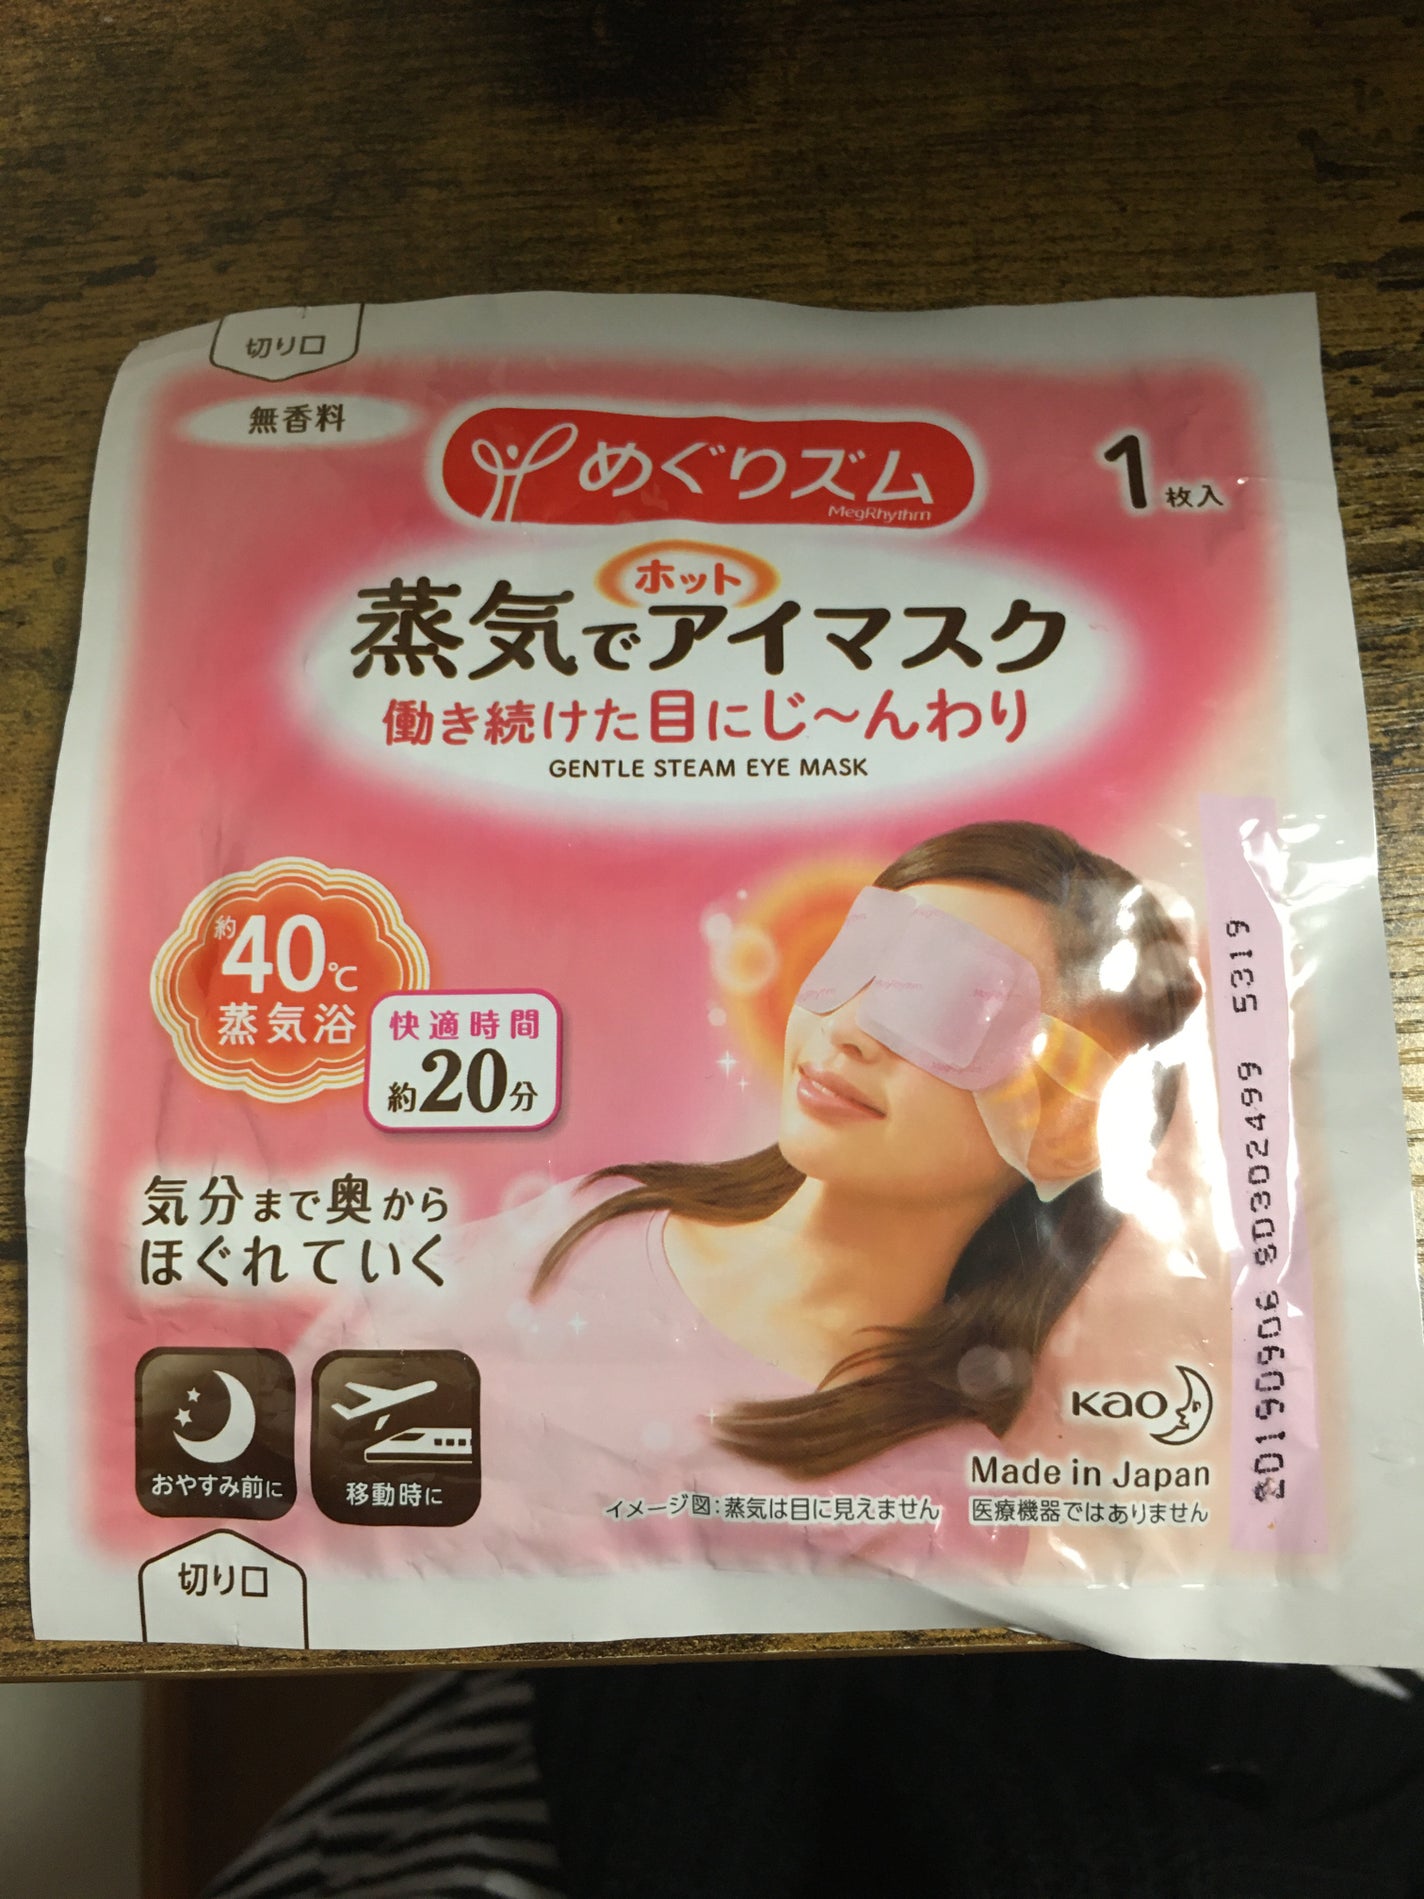 切り口
無香料
めぐりズム
MegRhythm
1枚入
ホット
蒸気でアイマスク
働き続けた目にじ〜んわり
GENTLE STEAM EYE MASK
約40℃
蒸気浴
快適時間
約20分
気分まで奥から
ほぐれていく
おやすみ前に
移動時に
Kao
Made in Japan
イメージ図:蒸気は目に見えません
医療機器ではありません
切り口
20190906 80302499 5319